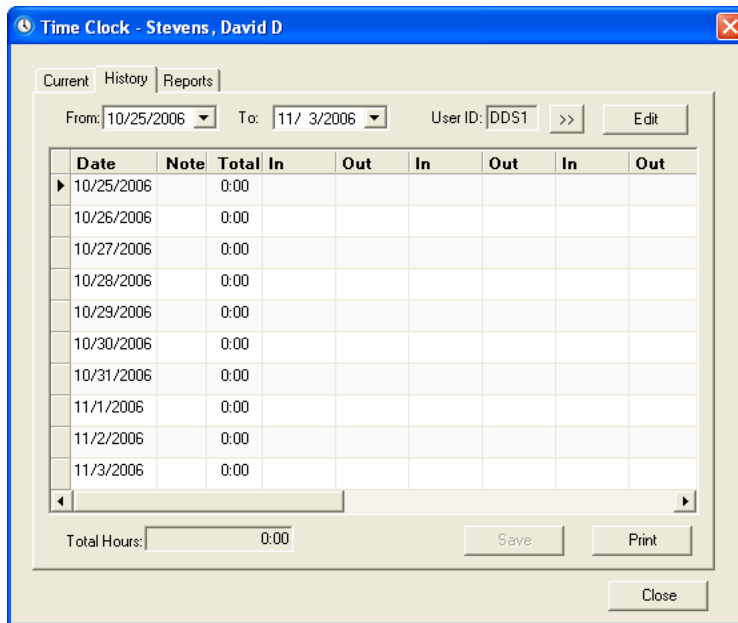 Time Clock - Stevens, David D
Current History Reports
From: 10/25/2006 To: 11/ 3/2006 User ID: DDS1 >> Edit
Date Note Total In Out In Out In Out
10/25/2006 0:00
10/26/2006 0:00
10/27/2006 0:00
10/28/2006 0:00
10/29/2006 0:00
10/30/2006 0:00
10/31/2006 0:00
11/1/2006 0:00
11/2/2006 0:00
11/3/2006 0:00
Total Hours: 0:00 Save Print
Close